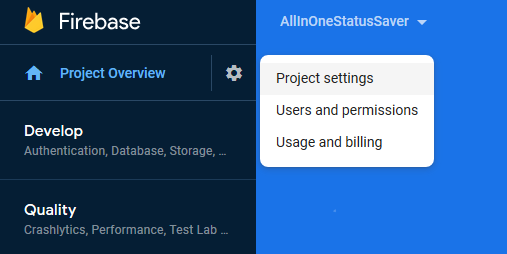 Firebase
AllInOneStatusSaver
Project Overview
Project settings
Users and permissions
Usage and billing
Develop
Authentication, Database, Storage, ...
Quality
Crashlytics, Performance, Test Lab ...